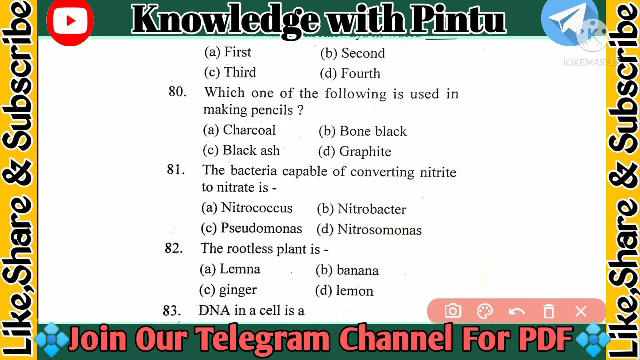 Knowledge with Pintu
(a) First (b) Second
(c) Third (d) Fourth
KINEMASTER
80. Which one of the following is used in
making pencils ?
(a) Charcoal (b) Bone black
(c) Black ash (d) Graphite
81. The bacteria capable of converting nitrite
to nitrate is -
(a) Nitrococcus (b) Nitrobacter
(c) Pseudomonas (d) Nitrosomonas
82. The rootless plant is -
(a) Lemna (b) banana
(c) ginger (d) lemon
83. DNA in a cell is a
Like,Share & Subscribe
Like,Share & Subscribe
Join Our Telegram Channel For PDF